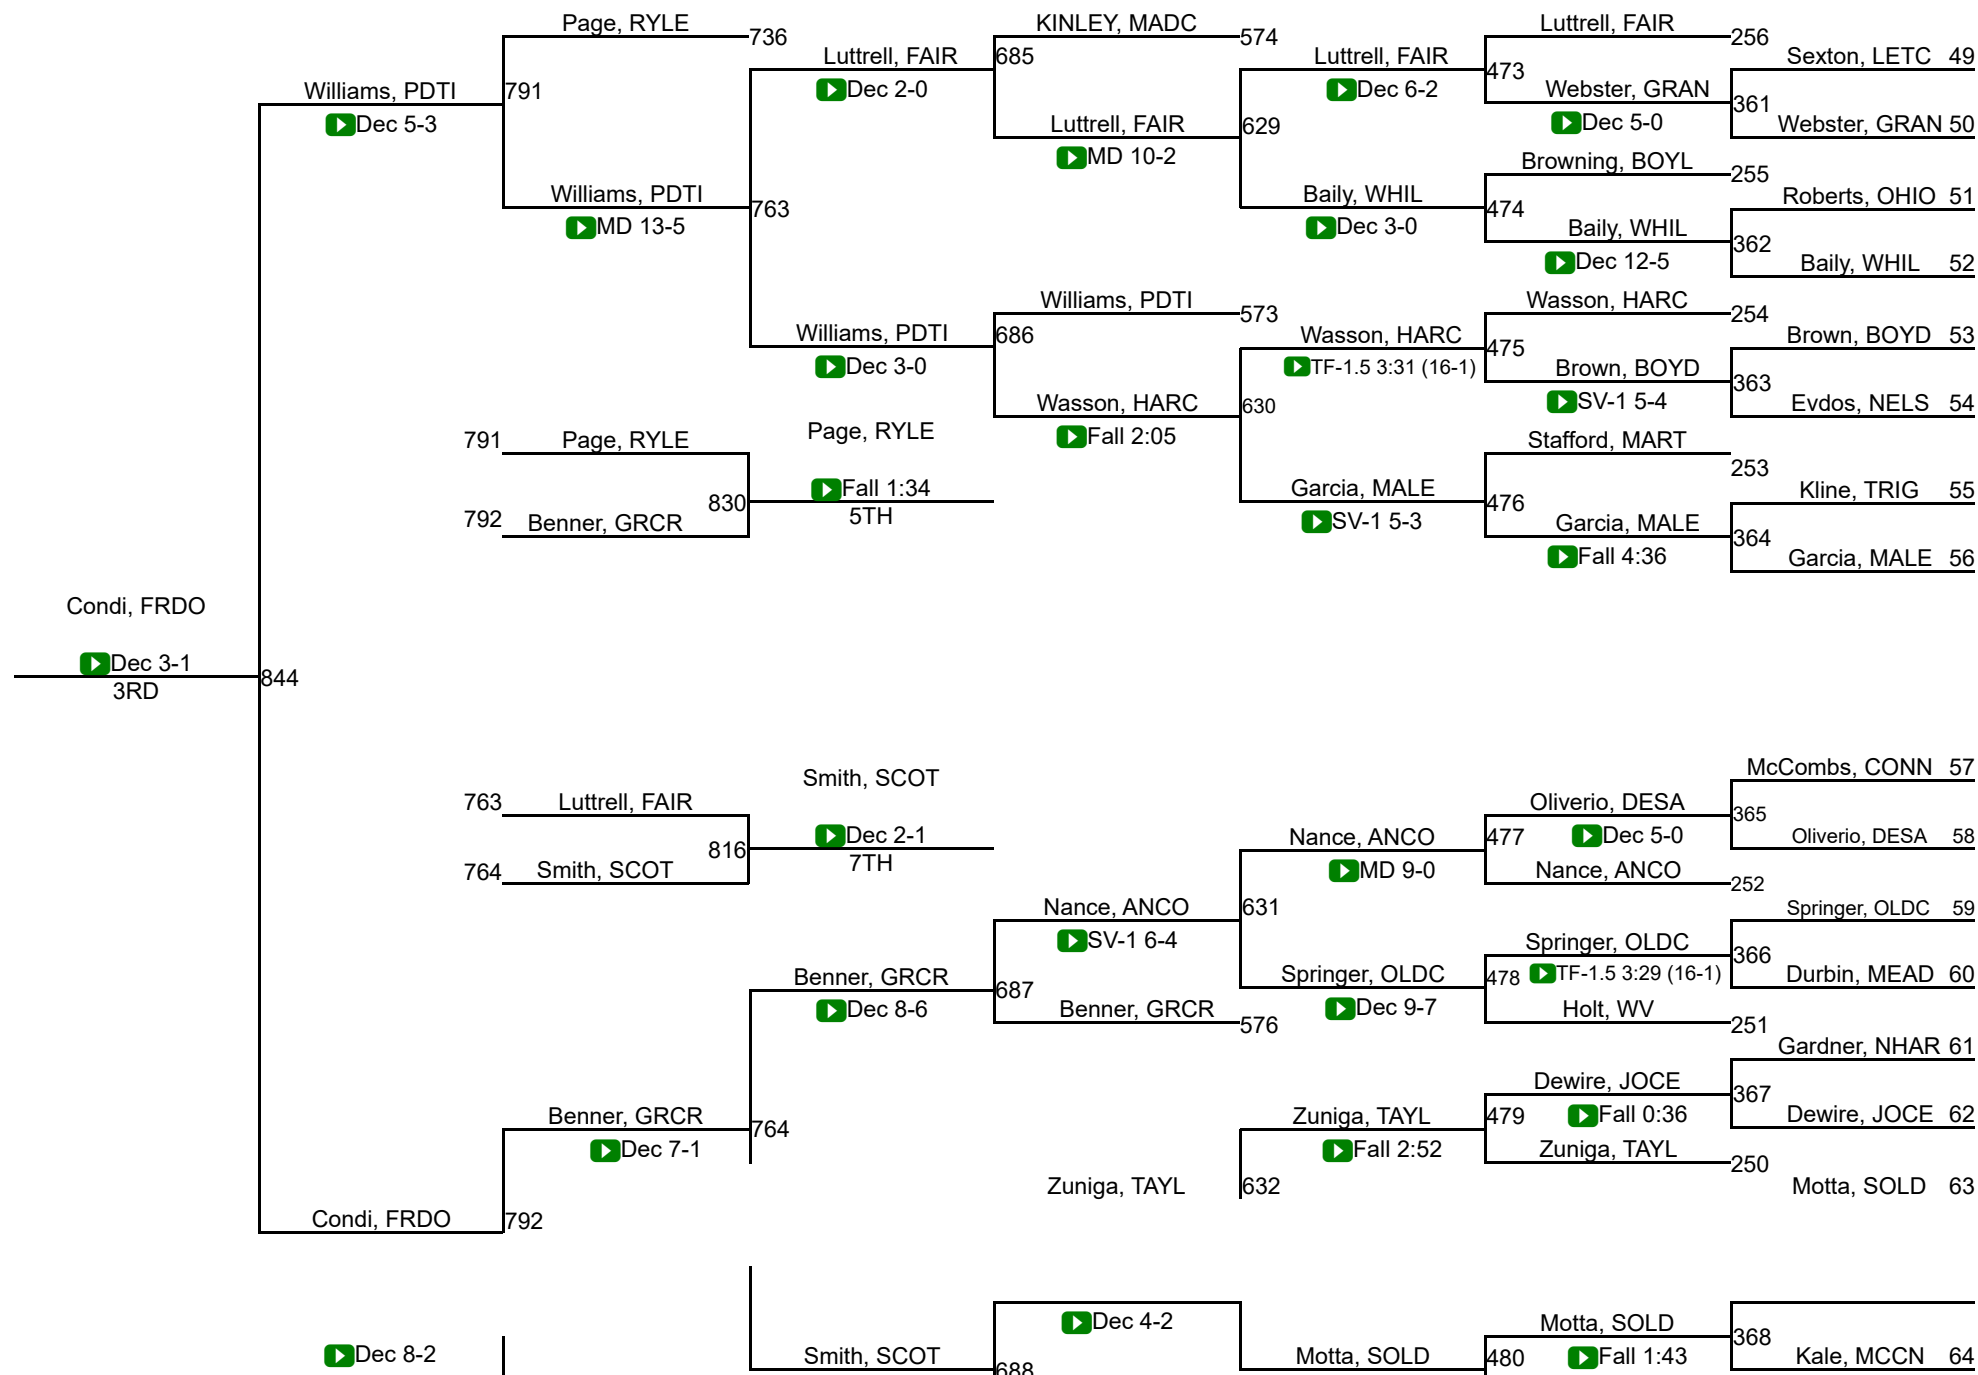 Page, RYLE
KINLEY, MADC
Luttrell, FAIR
736
574
256
Luttrell, FAIR
685
Luttrell, FAIR
Sexton, LETC 49
473
Williams, PDTI
791
Dec 2-0
Dec 6-2
Webster, GRAN
361
Dec 5-3
Luttrell, FAIR
629
Dec 5-0
Webster, GRAN 50
MD 10-2
Browning, BOYL
255
Williams, PDTI
763
Baily, WHIL
474
Roberts, OHIO 51
MD 13-5
Dec 3-0
Baily, WHIL
362
Dec 12-5
Baily, WHIL 52
Williams, PDTI
573
Wasson, HARC
254
Williams, PDTI
686
Wasson, HARC
475
Brown, BOYD 53
Dec 3-0
TF-1.5 3:31 (16-1)
Brown, BOYD
363
Wasson, HARC
630
SV-1 5-4
Evdos, NELS 54
791
Page, RYLE
Page, RYLE
Fall 2:05
Stafford, MART
253
Fall 1:34
Garcia, MALE
476
Kline, TRIG 55
830
792
Benner, GRCR
5TH
SV-1 5-3
Garcia, MALE
364
Fall 4:36
Garcia, MALE 56
Condi, FRDO
Dec 3-1
844
3RD
McCombs, CONN 57
Smith, SCOT
763
Luttrell, FAIR
Oliverio, DESA
365
Dec 2-1
Nance, ANCO
477
Dec 5-0
Oliverio, DESA 58
816
764
Smith, SCOT
7TH
MD 9-0
Nance, ANCO
252
Nance, ANCO
631
Springer, OLDC 59
SV-1 6-4
Springer, OLDC
366
Benner, GRCR
687
Springer, OLDC
478
TF-1.5 3:29 (16-1)
Durbin, MEAD 60
Dec 8-6
Benner, GRCR
576
Dec 9-7
Holt, WV
251
Gardner, NHAR 61
Dewire, JOCE
367
Benner, GRCR
764
Zuniga, TAYL
479
Fall 0:36
Dewire, JOCE 62
Dec 7-1
Fall 2:52
Zuniga, TAYL
250
Zuniga, TAYL
632
Motta, SOLD 63
Condi, FRDO
792
Dec 4-2
Motta, SOLD
368
Dec 8-2
Smith, SCOT
688
Motta, SOLD
480
Fall 1:43
Kale, MCCN 64